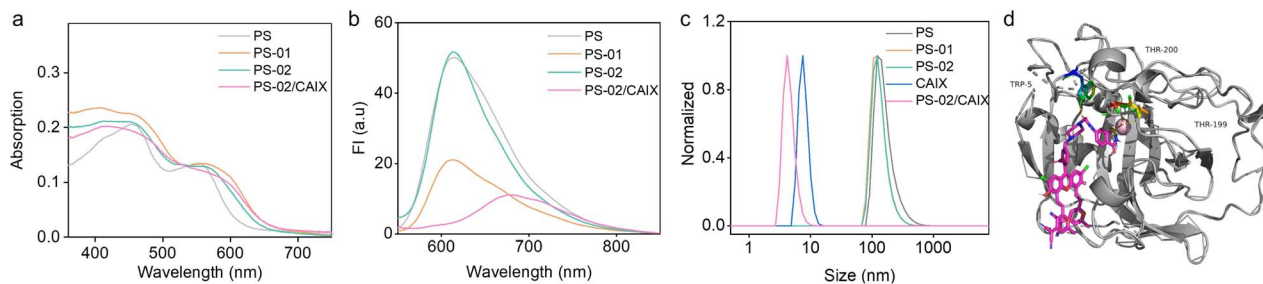 a
0.3
0.2
0.1
0.0
Absorption
400 500 600 700
Wavelength (nm)
PS
PS-01
PS-02
PS-02/CAIX
b
60
40
20
0
FI (a.u)
600 700 800
Wavelength (nm)
PS
PS-01
PS-02
PS-02/CAIX
c
1.2
0.8
0.4
0.0
Normalized
1 10 100 1000
Size (nm)
PS
PS-01
PS-02
CAIX
PS-02/CAIX
d
THR-200
TRP-5
THR-199